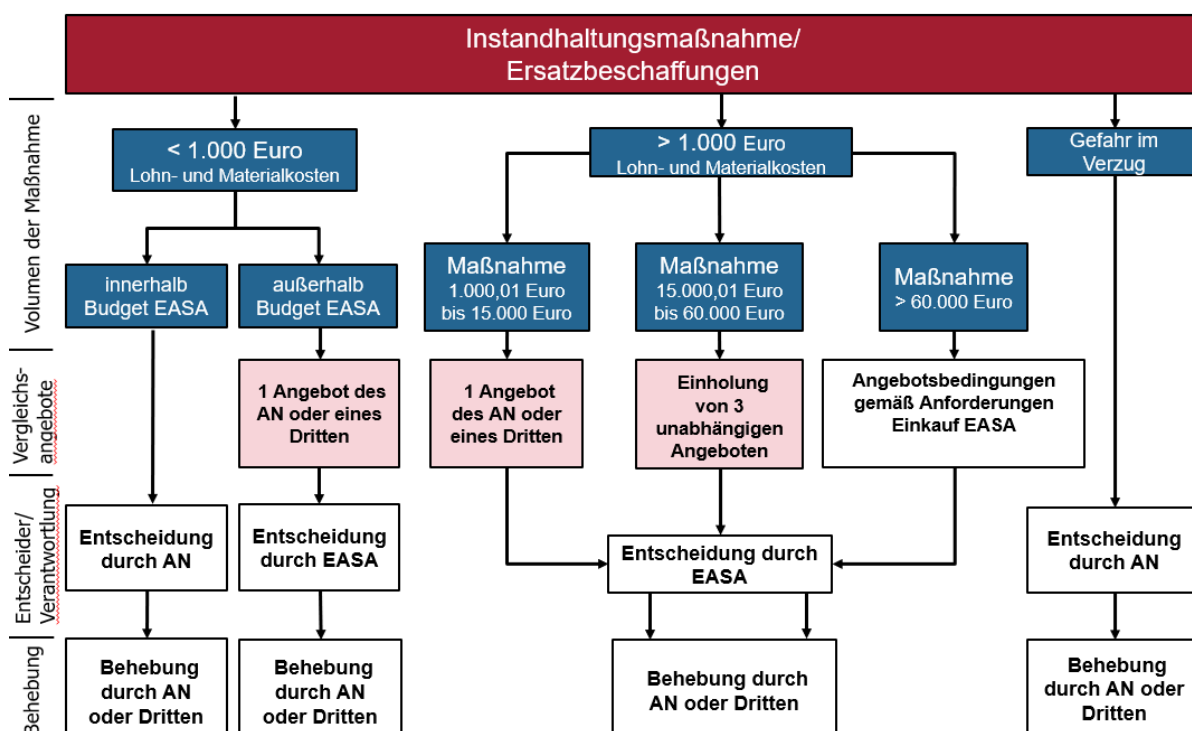 Instandhaltungsmaßnahme/
Ersatzbeschaffungen
Volumen der Maßnahme
< 1.000 Euro
Lohn- und Materialkosten
> 1.000 Euro
Lohn- und Materialkosten
Gefahr im
Verzug
innerhalb
Budget EASA
außerhalb
Budget EASA
Maßnahme
1.000,01 Euro
bis 15.000 Euro
Maßnahme
15.000,01 Euro
bis 60.000 Euro
Maßnahme
> 60.000 Euro
Vergleichs-
angebote
1 Angebot des
AN oder eines
Dritten
1 Angebot
des AN oder
eines Dritten
Einholung
von 3
unabhängigen
Angeboten
Angebotsbedingungen
gemäß Anforderungen
Einkauf EASA
Entscheider/
Verantwortlung
Entscheidung
durch AN
Entscheidung
durch EASA
Entscheidung durch
EASA
Entscheidung
durch AN
Behebung
Behebung
durch AN
oder Dritten
Behebung
durch AN
oder Dritten
Behebung durch
AN oder Dritten
Behebung
durch AN oder
Dritten